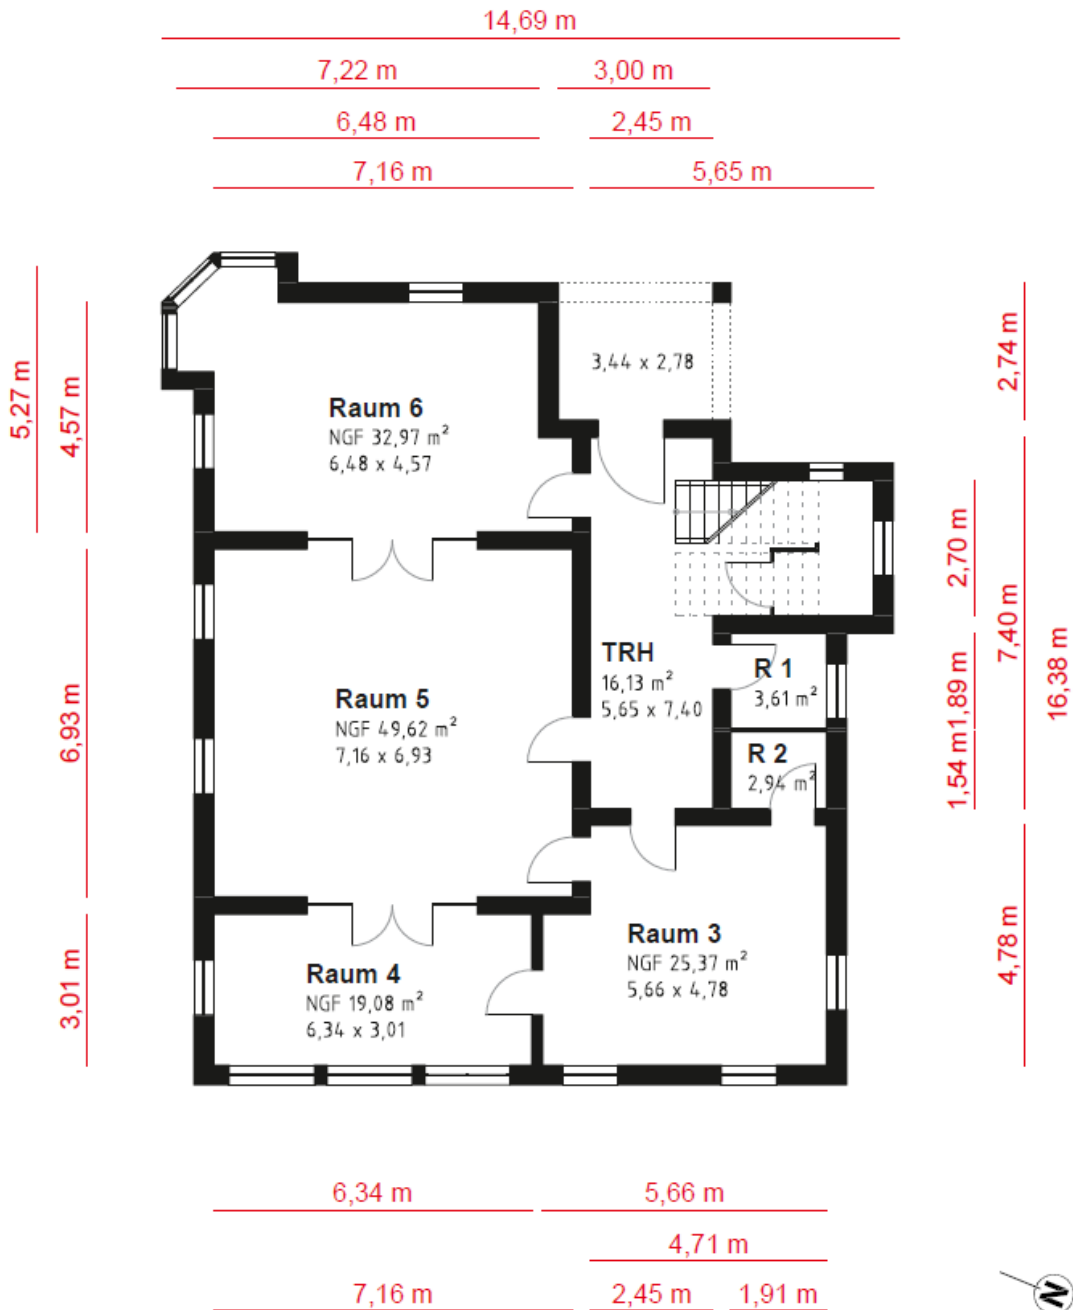 14,69 m
7,22 m
3,00 m
6,48 m
2,45 m
7,16 m
5,65 m
5,27 m
4,57 m
6,93 m
3,01 m
2,74 m
2,70 m
7,40 m
16,38 m
1,89 m
1,54 m
4,78 m
3,44 x 2,78
Raum 6
NGF 32,97 m²
6,48 x 4,57
TRH
16,13 m²
5,65 x 7,40
R 1
3,61 m²
Raum 5
NGF 49,62 m²
7,16 x 6,93
R 2
2,94 m²
Raum 3
NGF 25,37 m²
5,66 x 4,78
Raum 4
NGF 19,08 m²
6,34 x 3,01
6,34 m
5,66 m
4,71 m
7,16 m
2,45 m
1,91 m
N